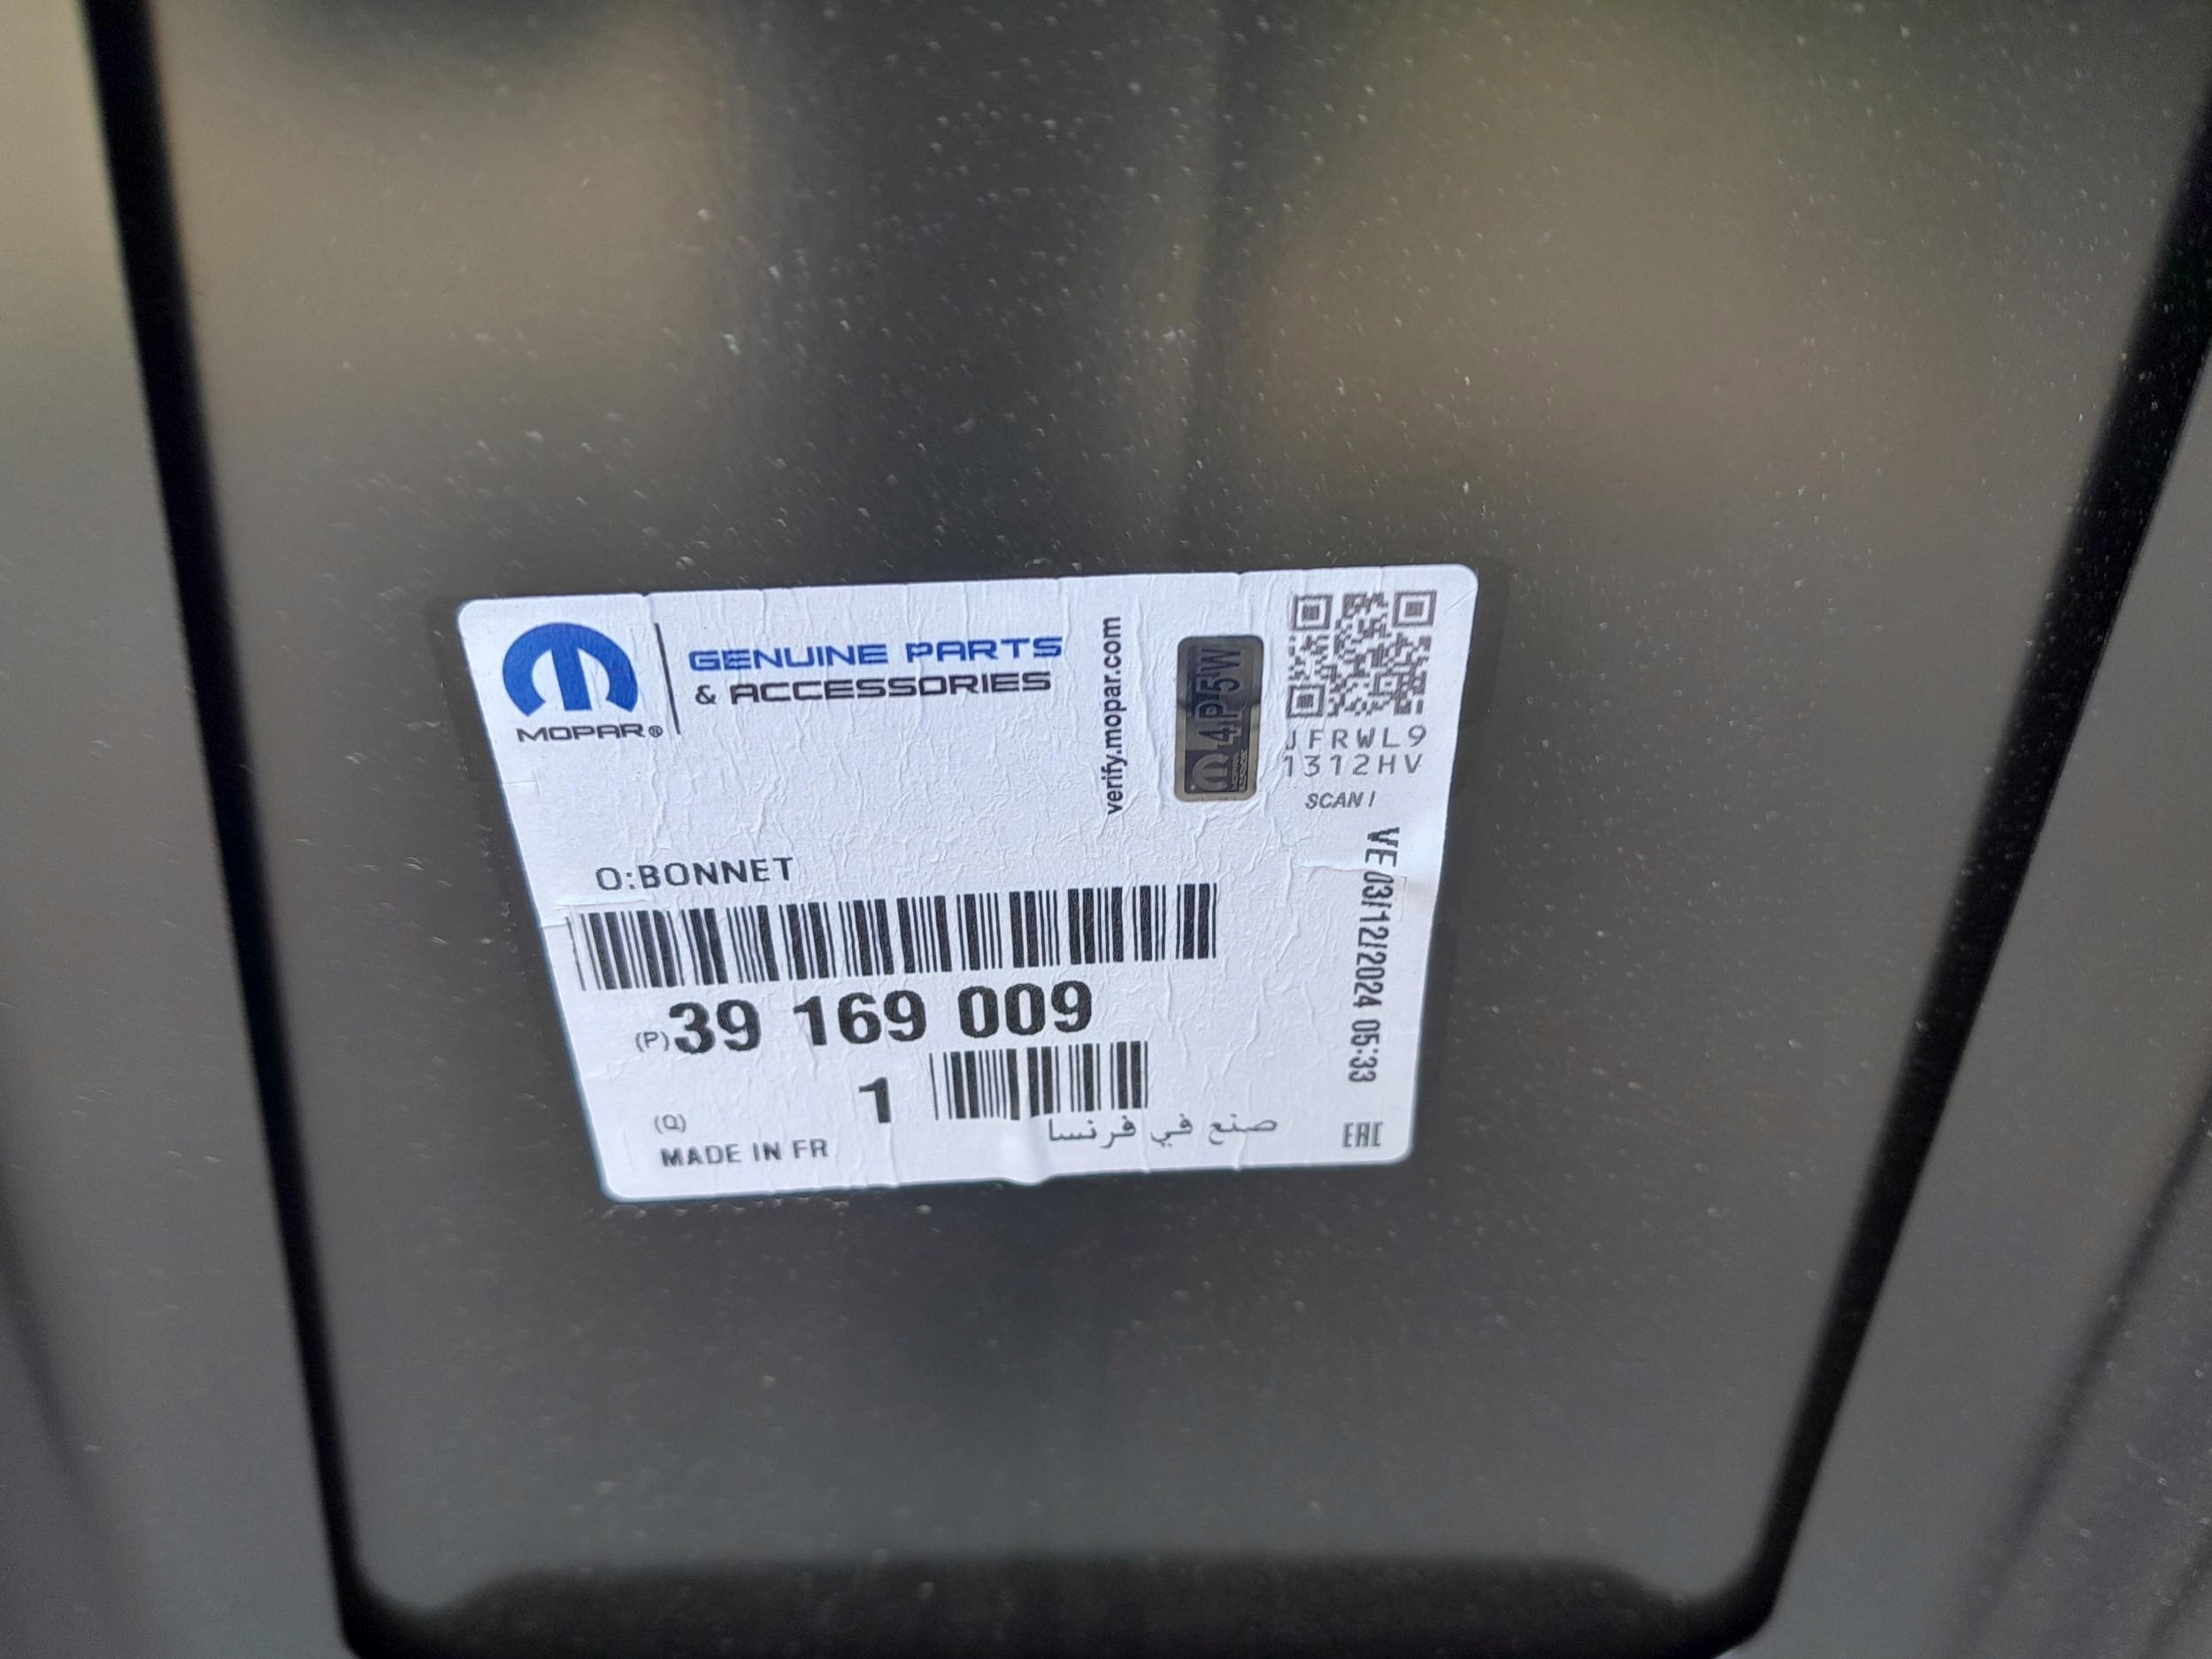 MOPAR®
GENUINE PARTS
& ACCESSORIES
verify.mopar.com
4P5W
JFRWL9
1312HV
SCAN
O:BONNET
(P) 39 169 009
(Q) 1
MADE IN FR
صنع في فرنسا
VE 03/12/2024 05:33
EAC